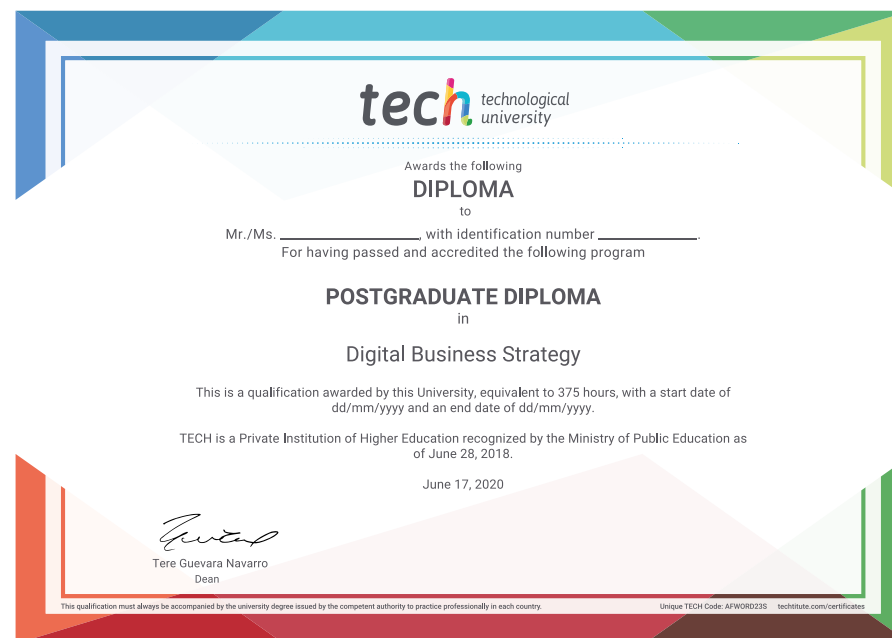 tech technological
university
Awards the following
DIPLOMA
to
Mr./Ms. ____________, with identification number ____________.
For having passed and accredited the following program
POSTGRADUATE DIPLOMA
in
Digital Business Strategy
This is a qualification awarded by this University, equivalent to 375 hours, with a start date of
dd/mm/yyyy and an end date of dd/mm/yyyy.
TECH is a Private Institution of Higher Education recognized by the Ministry of Public Education as
of June 28, 2018.
June 17, 2020
Tere Guevara Navarro
Dean
This qualification must always be accompanied by the university degree issued by the competent authority to practice professionally in each country. Unique TECH Code: AFWORD23S techtitute.com/certificates